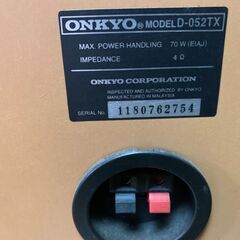 ONKYO® MODEL D-052TX
MAX. POWER HANDLING 70 W (EIAJ)
IMPEDANCE 4 Ω
ONKYO CORPORATION
INSPECTED AND AUTHORIZED BY ONKYO
MANUFACTURED IN MALAYSIA
SERIAL NO. 1180762754